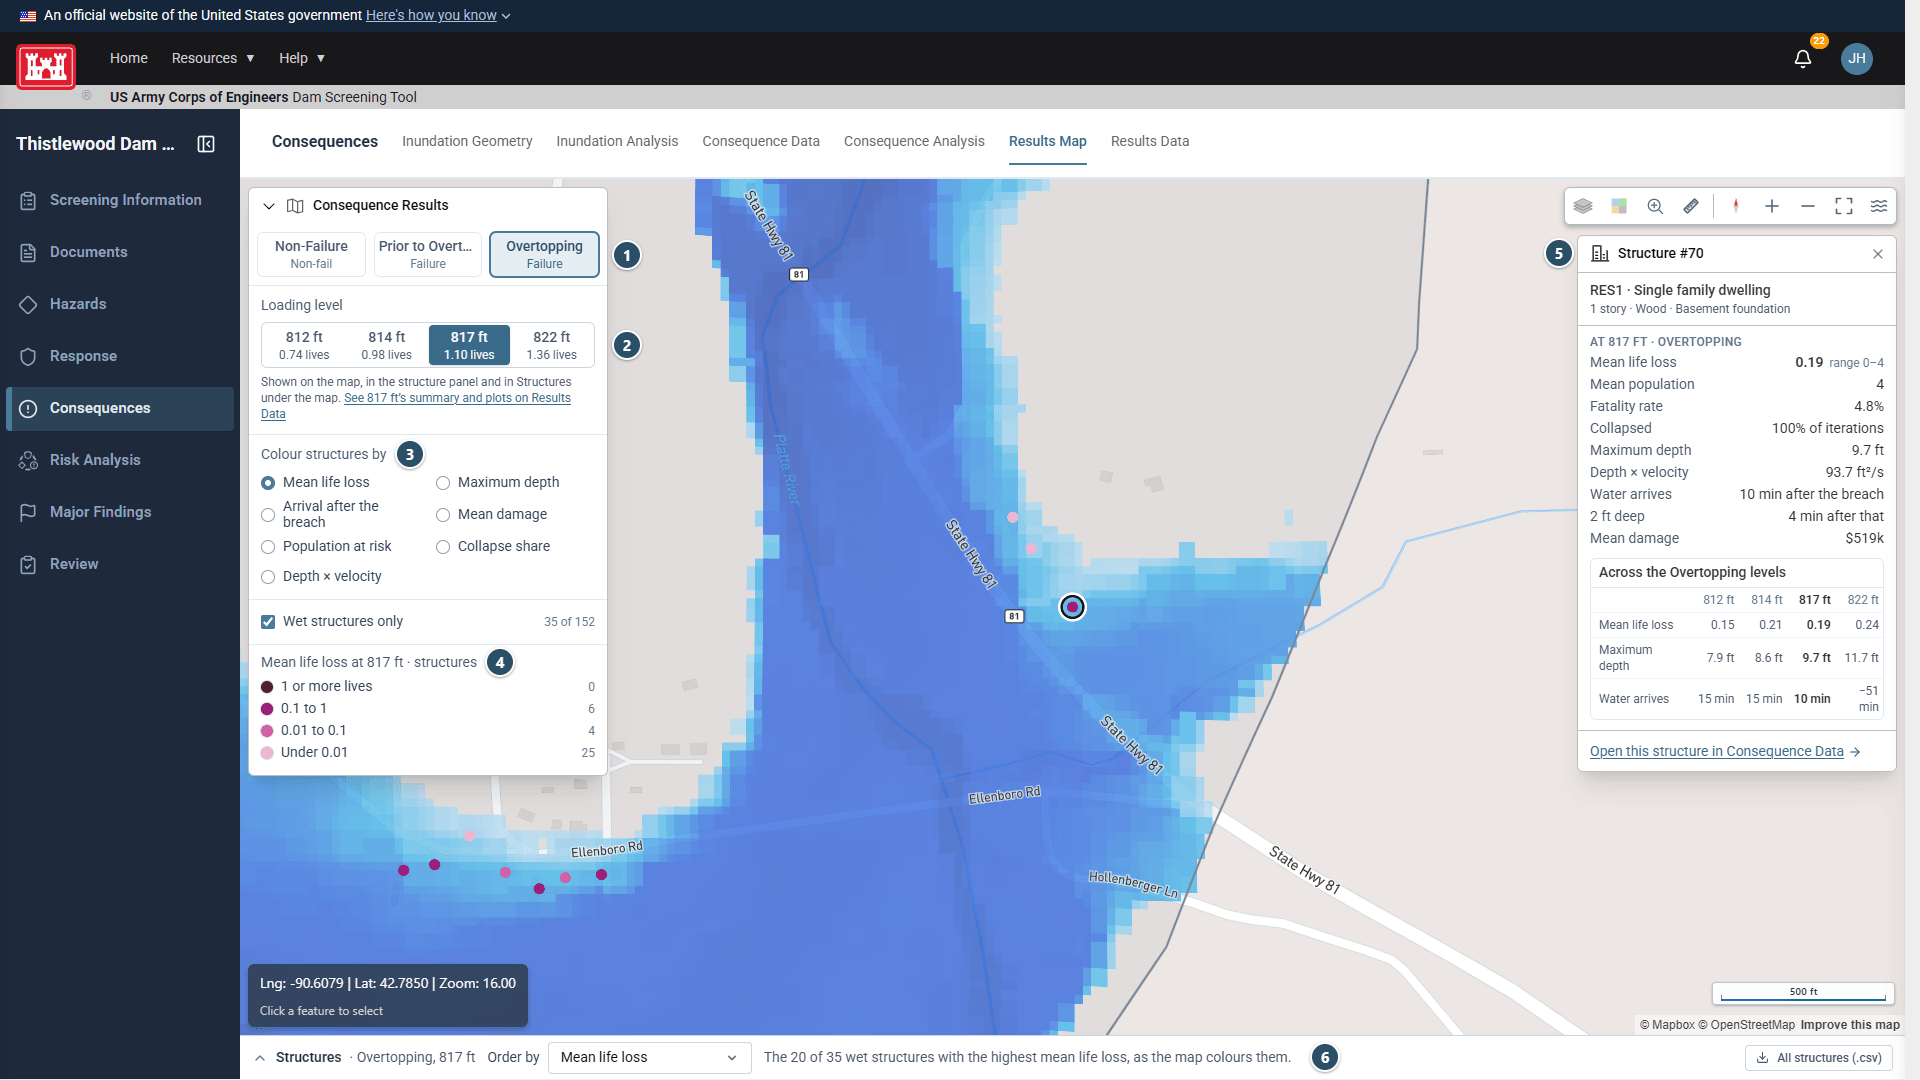 An official website of the United States government Here's how you know
Home Resources ▼ Help ▼
22
JH
® US Army Corps of Engineers Dam Screening Tool
Thistlewood Dam ...
Screening Information
Documents
Hazards
Response
Consequences
Risk Analysis
Major Findings
Review
Consequences Inundation Geometry Inundation Analysis Consequence Data Consequence Analysis Results Map Results Data
Consequence Results
Non-Failure Prior to Overt... Overtopping
Non-fail Failure Failure
1
Loading level
812 ft 814 ft 817 ft 822 ft
0.74 lives 0.98 lives 1.10 lives 1.36 lives
2
Shown on the map, in the structure panel and in Structures
under the map. See 817 ft's summary and plots on Results
Data
Colour structures by 3
Mean life loss Maximum depth
Arrival after the
breach Mean damage
Population at risk Collapse share
Depth × velocity
Wet structures only 35 of 152
Mean life loss at 817 ft · structures 4
1 or more lives 0
0.1 to 1 6
0.01 to 0.1 4
Under 0.01 25
State Hwy 81
81
Platte River
State Hwy 81
81
State Hwy 81
Ellenboro Rd
Ellenboro Rd
Hollenberger Ln
State Hwy 81
Lng: -90.6079 | Lat: 42.7850 | Zoom: 16.00
Click a feature to select
5 Structure #70
RES1 · Single family dwelling
1 story · Wood · Basement foundation
AT 817 FT · OVERTOPPING
Mean life loss 0.19 range 0–4
Mean population 4
Fatality rate 4.8%
Collapsed 100% of iterations
Maximum depth 9.7 ft
Depth × velocity 93.7 ft²/s
Water arrives 10 min after the breach
2 ft deep 4 min after that
Mean damage $519k
Across the Overtopping levels
812 ft 814 ft 817 ft 822 ft
Mean life loss 0.15 0.21 0.19 0.24
Maximum
depth 7.9 ft 8.6 ft 9.7 ft 11.7 ft
Water arrives 15 min 15 min 10 min −51
min
Open this structure in Consequence Data →
500 ft
© Mapbox © OpenStreetMap Improve this map
Structures · Overtopping, 817 ft Order by Mean life loss The 20 of 35 wet structures with the highest mean life loss, as the map colours them. 6 All structures (.csv)